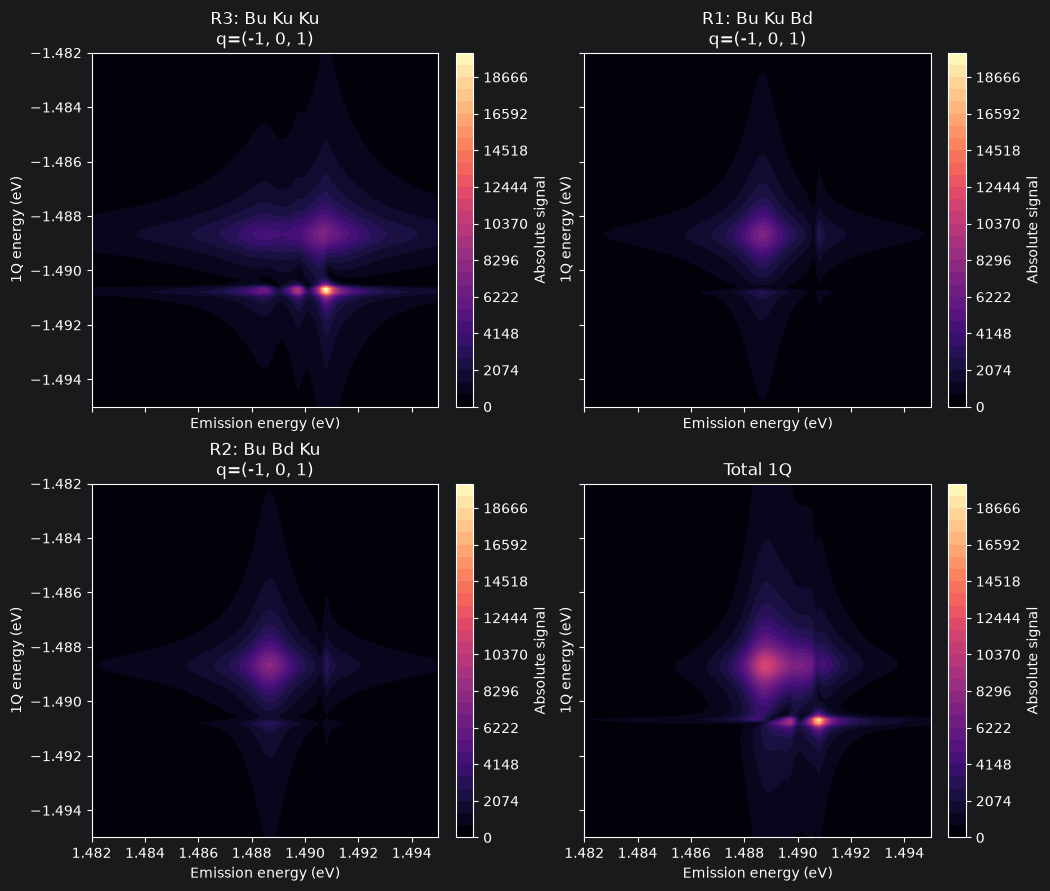 R3: Bu Ku Ku
q=(-1, 0, 1)
−1.482
−1.484
−1.486
−1.488
−1.490
−1.492
−1.494
1Q energy (eV)
Emission energy (eV)
18666
16592
14518
12444
10370
8296
6222
4148
2074
0
Absolute signal
R1: Bu Ku Bd
q=(-1, 0, 1)
1Q energy (eV)
Emission energy (eV)
18666
16592
14518
12444
10370
8296
6222
4148
2074
0
Absolute signal
R2: Bu Bd Ku
q=(-1, 0, 1)
−1.482
−1.484
−1.486
−1.488
−1.490
−1.492
−1.494
1Q energy (eV)
1.482 1.484 1.486 1.488 1.490 1.492 1.494
Emission energy (eV)
18666
16592
14518
12444
10370
8296
6222
4148
2074
0
Absolute signal
Total 1Q
1Q energy (eV)
1.482 1.484 1.486 1.488 1.490 1.492 1.494
Emission energy (eV)
18666
16592
14518
12444
10370
8296
6222
4148
2074
0
Absolute signal